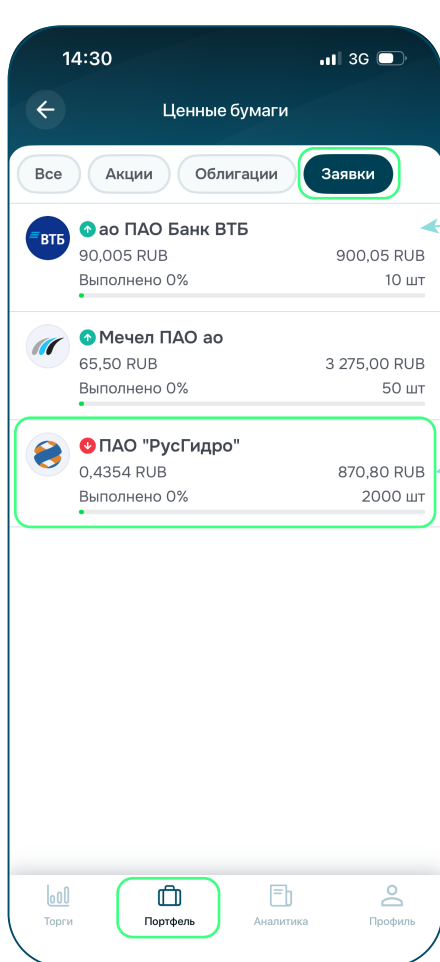 14:30 3G
Ценные бумаги
Все Акции Облигации Заявки
ВТБ
ао ПАО Банк ВТБ
90,005 RUB 900,05 RUB
Выполнено 0% 10 шт
Мечел ПАО ао
65,50 RUB 3 275,00 RUB
Выполнено 0% 50 шт
ПАО "РусГидро"
0,4354 RUB 870,80 RUB
Выполнено 0% 2000 шт
Торги Портфель Аналитика Профиль